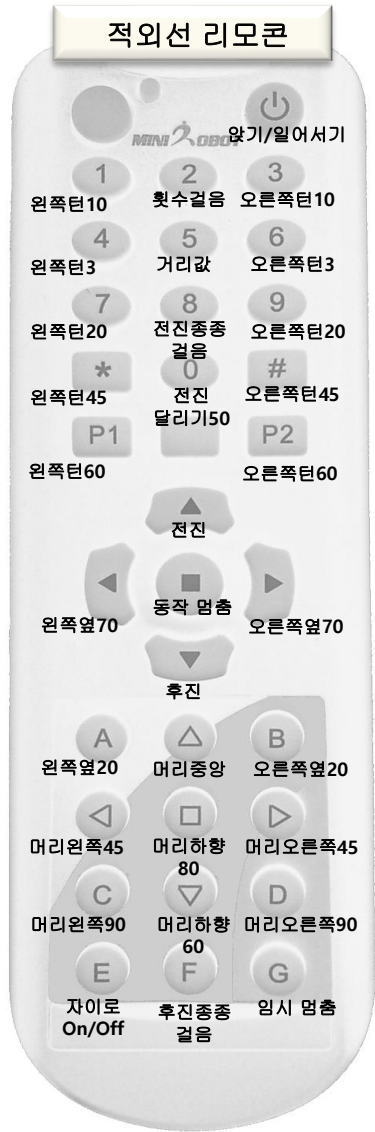 적외선 리모콘
MINI ROBOT
앉기/일어서기
1 2 3
왼쪽턴10 횟수걸음 오른쪽턴10
4 5 6
왼쪽턴3 거리값 오른쪽턴3
7 8 9
왼쪽턴20 전진종종 오른쪽턴20
걸음
* 0 #
왼쪽턴45 전진 오른쪽턴45
달리기50
P1 P2
왼쪽턴60 오른쪽턴60
전진
동작 멈춤
왼쪽옆70 오른쪽옆70
후진
A B
왼쪽옆20 머리중앙 오른쪽옆20
머리왼쪽45 머리하향 머리오른쪽45
80
C D
머리왼쪽90 머리하향 머리오른쪽90
60
E F G
자이로 후진종종 임시 멈춤
On/Off 걸음